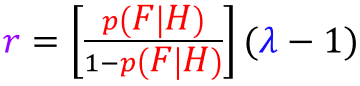 r = [p(F|H) / 1−p(F|H)] (λ − 1)